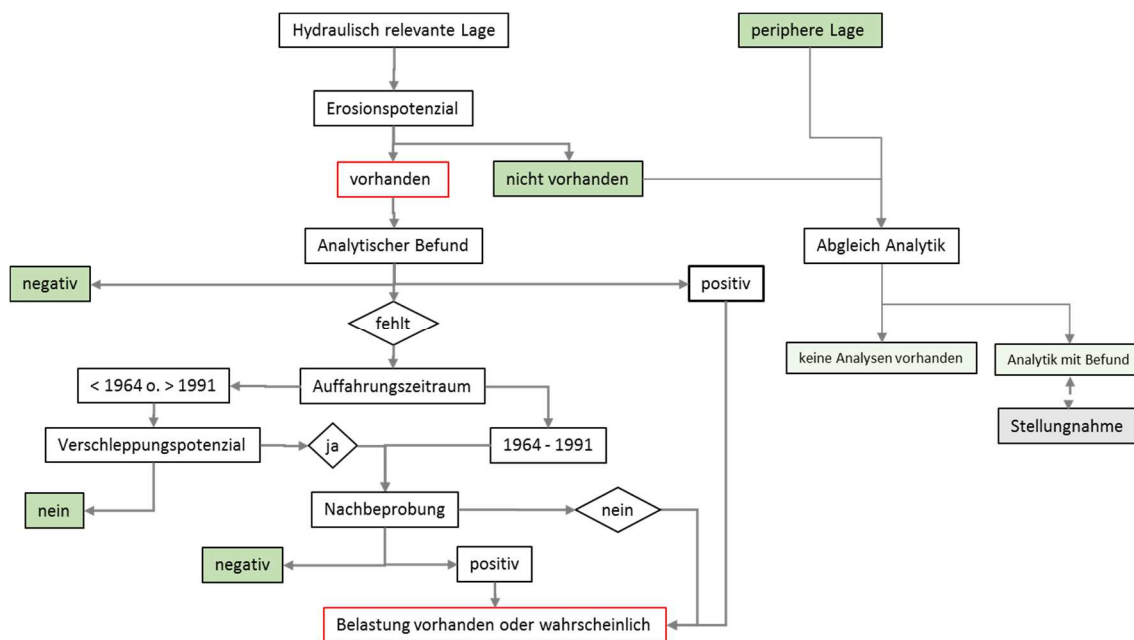 Hydraulisch relevante Lage
periphere Lage
Erosionspotenzial
vorhanden
nicht vorhanden
Analytischer Befund
Abgleich Analytik
negativ
positiv
fehlt
keine Analysen vorhanden
Analytik mit Befund
< 1964 o. > 1991
Auffahrungszeitraum
Stellungnahme
Verschleppungspotenzial
ja
1964 - 1991
nein
Nachbeprobung
nein
negativ
positiv
Belastung vorhanden oder wahrscheinlich